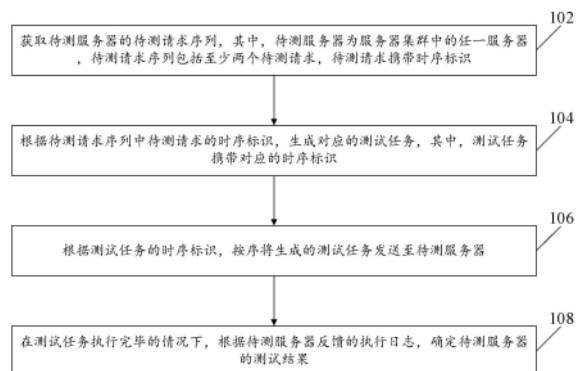 102
获取待测服务器的待测请求序列，其中，待测服务器为服务器集群中的任一服务器
，待测请求序列包括至少两个待测请求，待测请求携带时序标识
104
根据待测请求序列中待测请求的时序标识，生成对应的测试任务，其中，测试任务
携带对应的时序标识
106
根据测试任务的时序标识，按序将生成的测试任务发送至待测服务器
108
在测试任务执行完毕的情况下，根据待测服务器反馈的执行日志，确定待测服务器
的测试结果